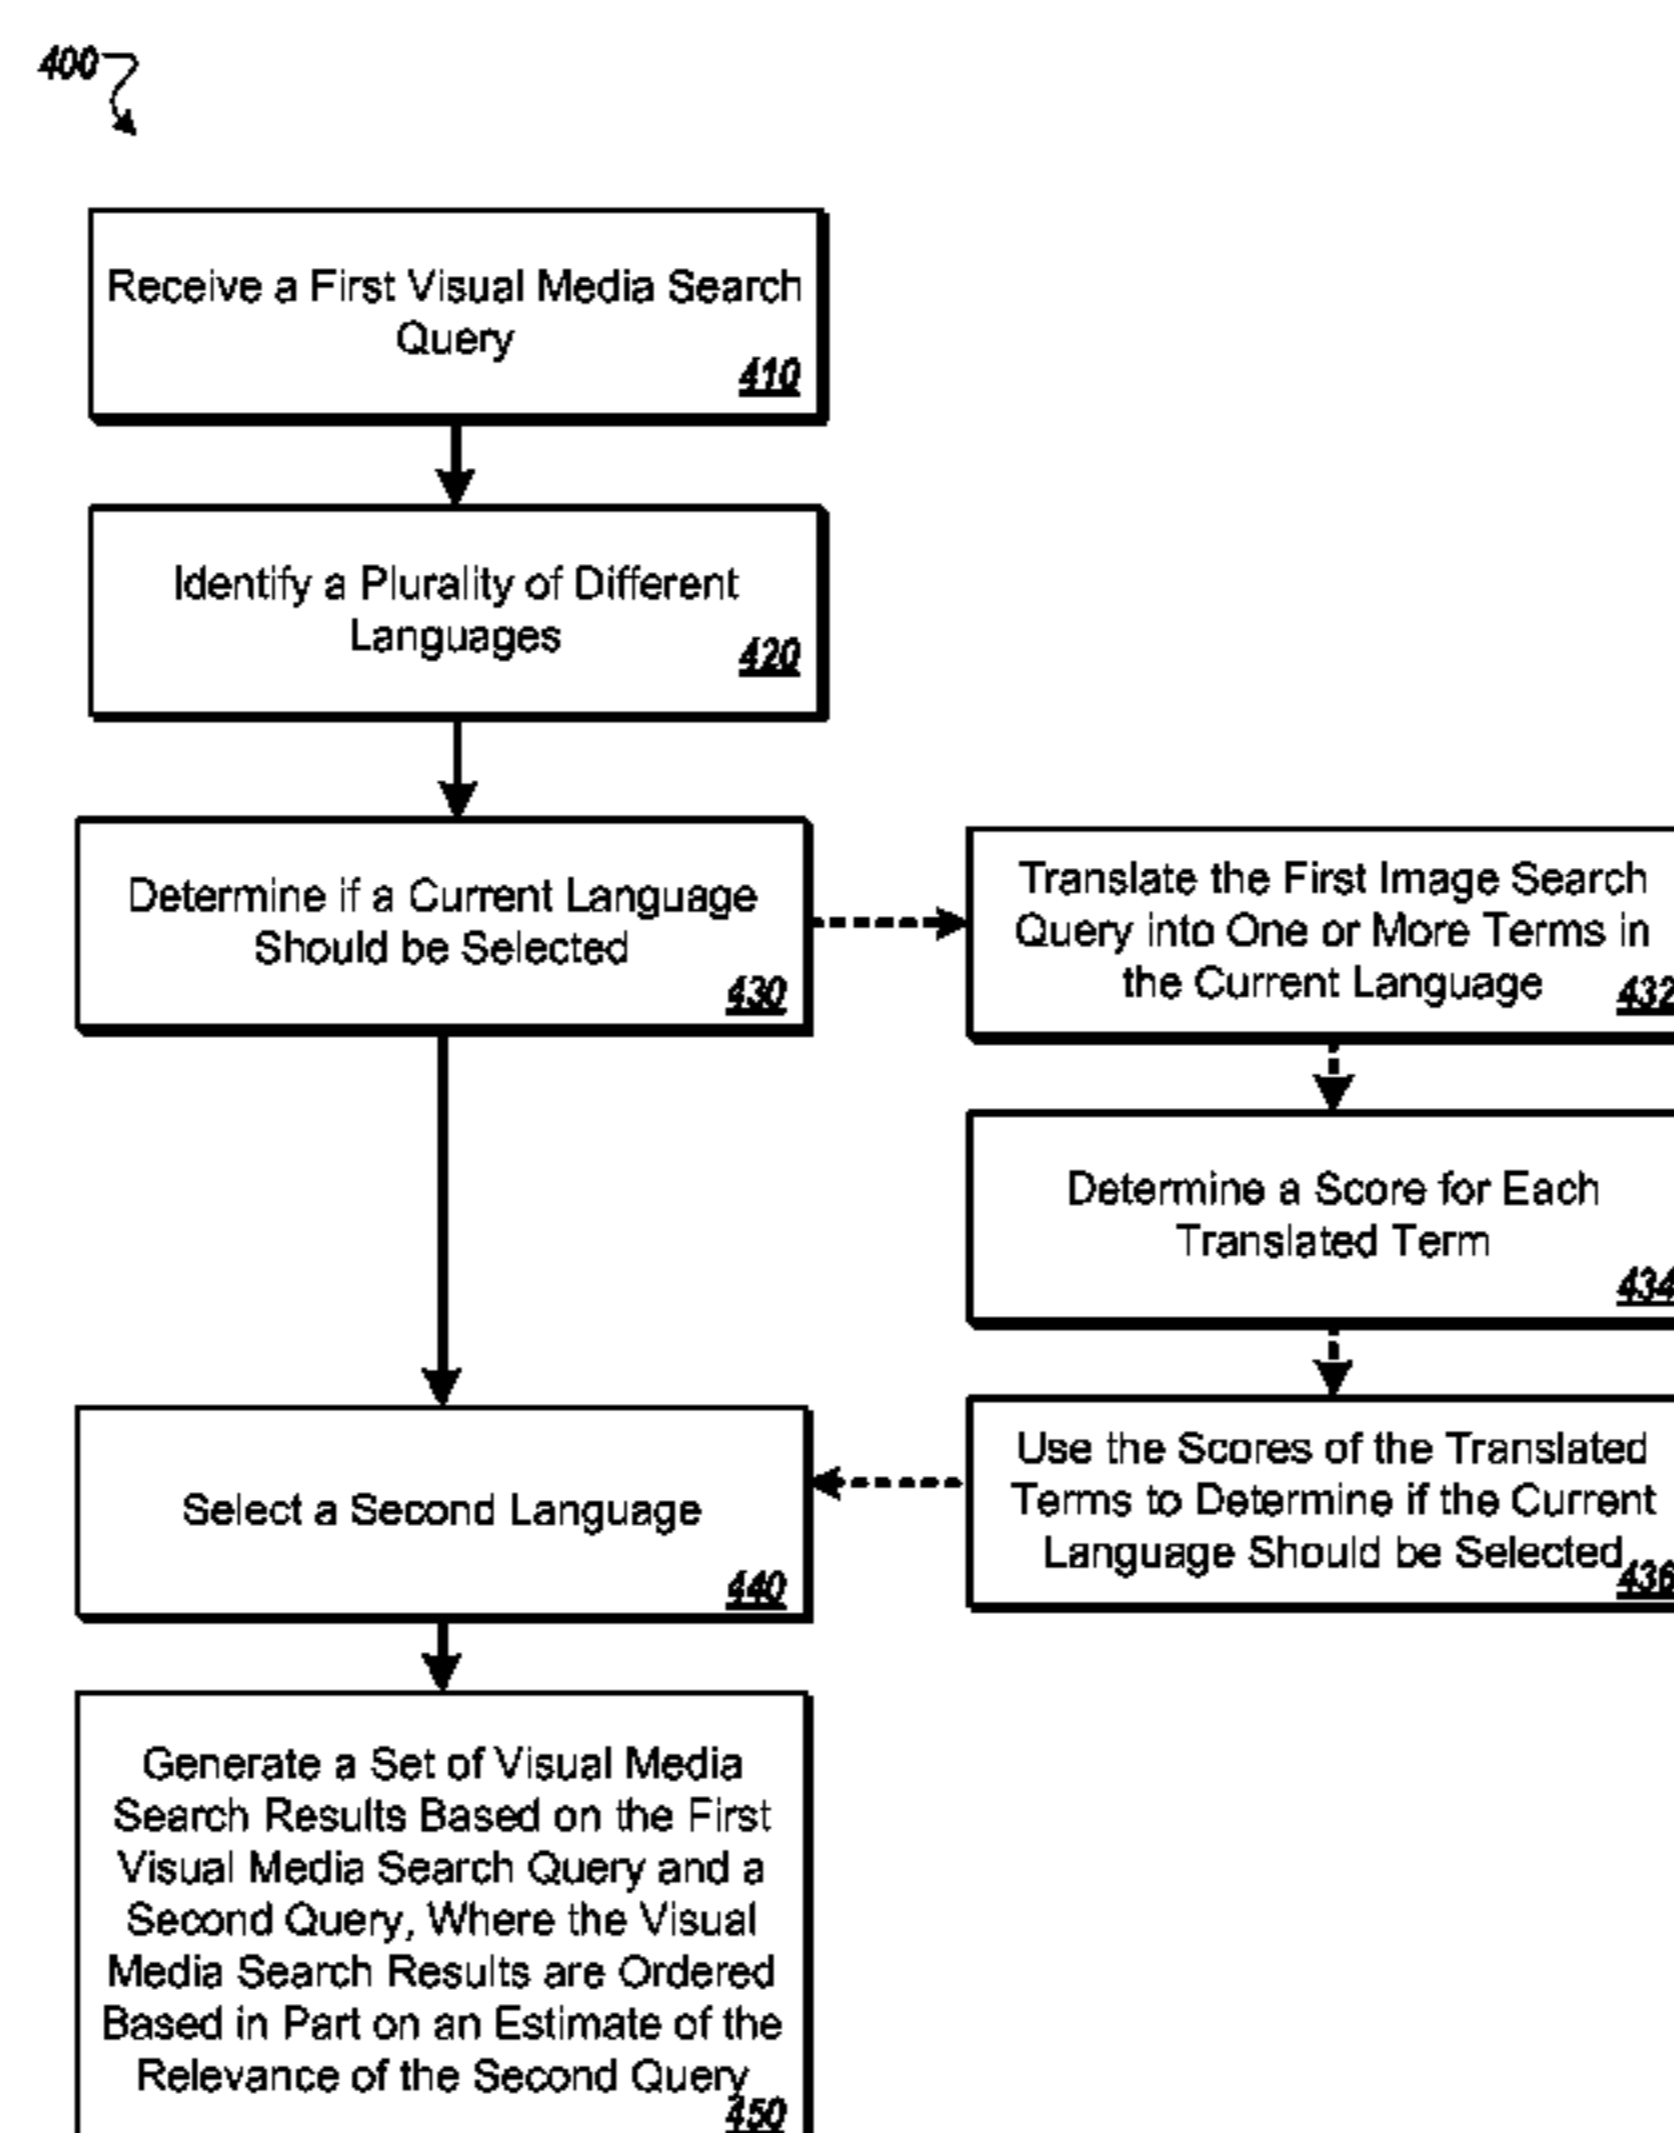 400
Receive a First Visual Media Search
Query
410
Identify a Plurality of Different
Languages
420
Determine if a Current Language
Should be Selected
430
Translate the First Image Search
Query into One or More Terms in
the Current Language
432
Determine a Score for Each
Translated Term
434
Use the Scores of the Translated
Terms to Determine if the Current
Language Should be Selected
436
Select a Second Language
440
Generate a Set of Visual Media
Search Results Based on the First
Visual Media Search Query and a
Second Query, Where the Visual
Media Search Results are Ordered
Based in Part on an Estimate of the
Relevance of the Second Query
450